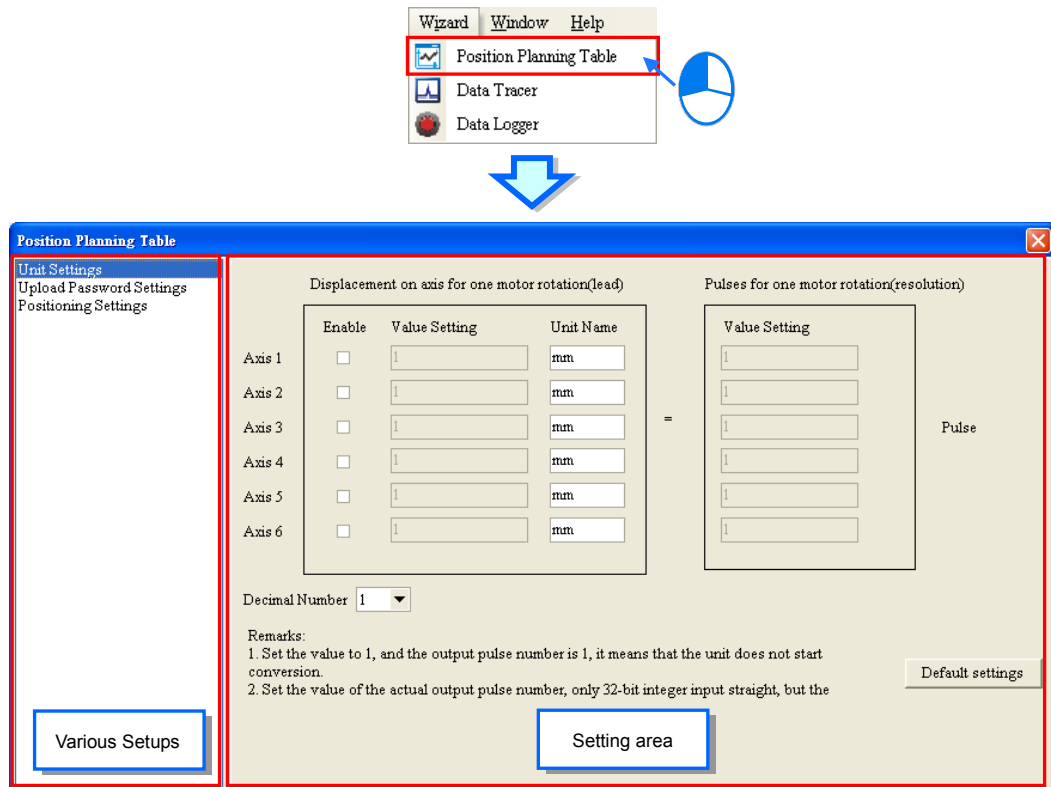 Wizard Window Help
Position Planning Table
Data Tracer
Data Logger
Position Planning Table
Unit Settings
Upload Password Settings
Positioning Settings
Displacement on axis for one motor rotation(lead)
Pulses for one motor rotation(resolution)
Enable Value Setting Unit Name Value Setting
Axis 1 1 mm 1
Axis 2 1 mm 1
Axis 3 1 mm = 1 Pulse
Axis 4 1 mm 1
Axis 5 1 mm 1
Axis 6 1 mm 1
Decimal Number 1
Remarks:
1. Set the value to 1, and the output pulse number is 1, it means that the unit does not start
conversion.
2. Set the value of the actual output pulse number, only 32-bit integer input straight, but the
Default settings
Various Setups
Setting area